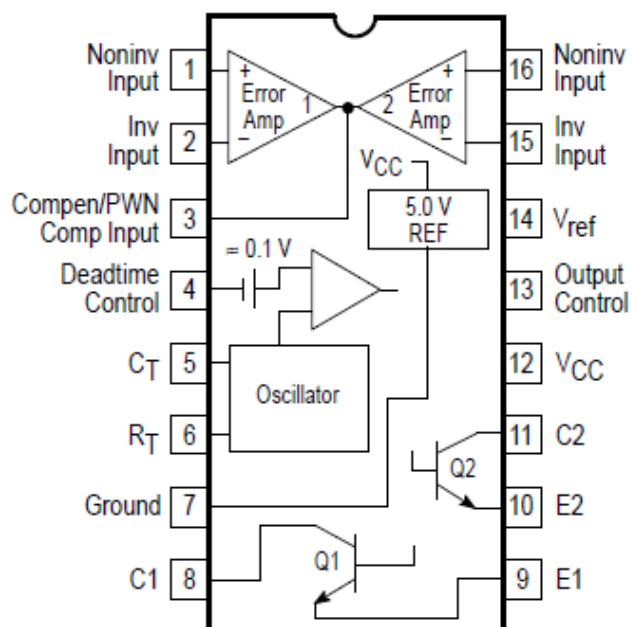 Noninv
Input
1
+
Error
Amp
1
−
2
Error
Amp
+
−
16
Noninv
Input
Inv
Input
2
15
Inv
Input
Compen/PWN
Comp Input
3
VCC
5.0 V
REF
14
Vref
Deadtime
Control
4
= 0.1 V
13
Output
Control
CT
5
Oscillator
12
VCC
RT
6
11
C2
Q2
Ground
7
10
E2
C1
8
Q1
9
E1